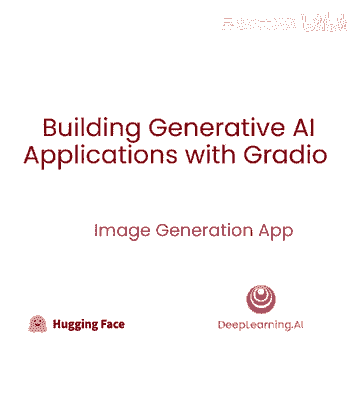 Building Generative AI
Applications with Gradio
Image Generation App
Hugging Face
DeepLearning.AI